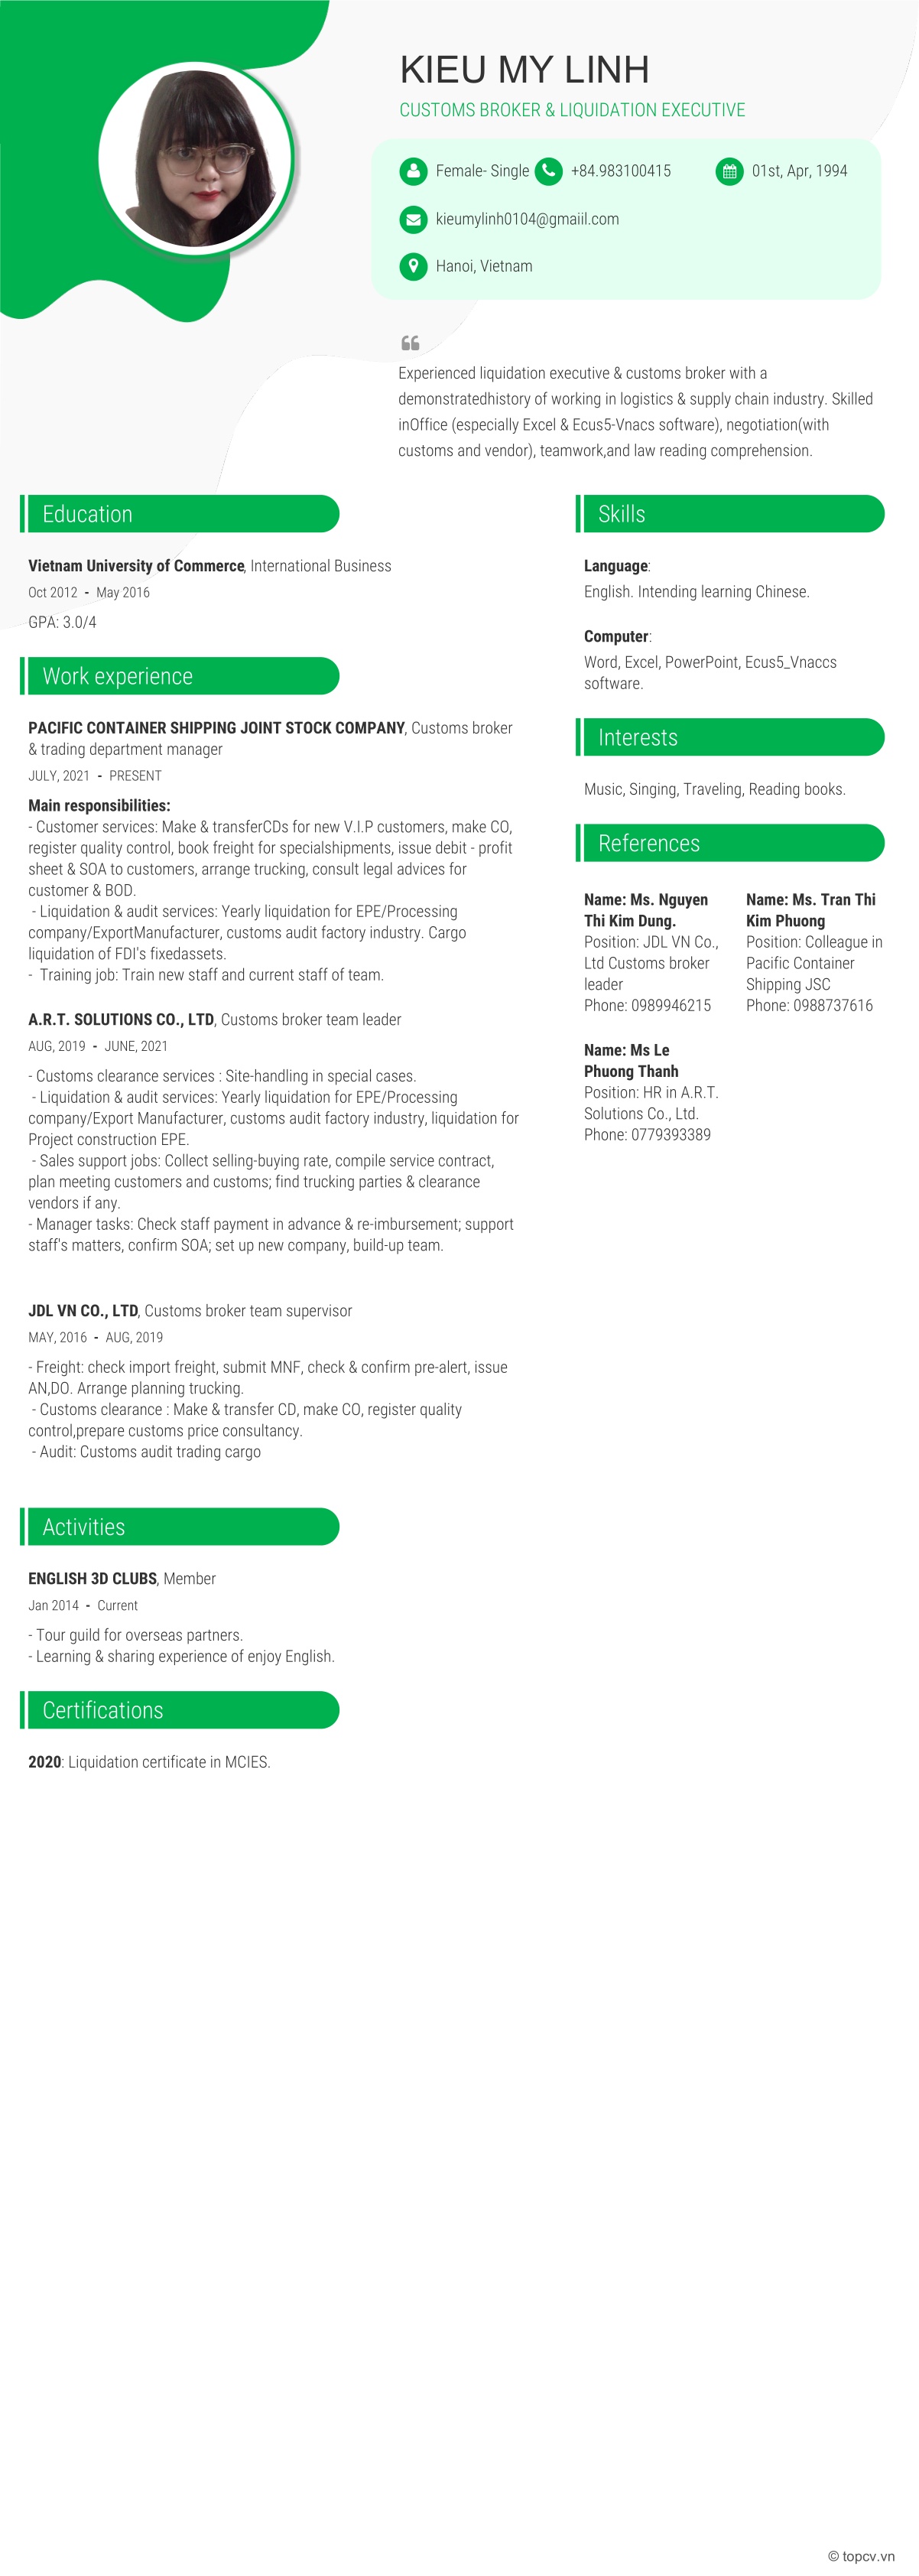 KIEU MY LINH
CUSTOMS BROKER & LIQUIDATION EXECUTIVE
Female- Single
+84.983100415
01st, Apr, 1994
kieumylinh0104@gmaiil.com
Hanoi, Vietnam
Experienced liquidation executive & customs broker with a
demonstratedhistory of working in logistics & supply chain industry. Skilled
inOffice (especially Excel & Ecus5-Vnacs software), negotiation(with
customs and vendor), teamwork,and law reading comprehension.
Education
Vietnam University of Commerce, International Business
Oct 2012 - May 2016
GPA: 3.0/4
Work experience
PACIFIC CONTAINER SHIPPING JOINT STOCK COMPANY, Customs broker
& trading department manager
JULY, 2021 - PRESENT
Main responsibilities:
- Customer services: Make & transferCDs for new V.I.P customers, make CO,
register quality control, book freight for specialshipments, issue debit - profit
sheet & SOA to customers, arrange trucking, consult legal advices for
customer & BOD.
- Liquidation & audit services: Yearly liquidation for EPE/Processing
company/ExportManufacturer, customs audit factory industry. Cargo
liquidation of FDI's fixedassets.
- Training job: Train new staff and current staff of team.
A.R.T. SOLUTIONS CO., LTD, Customs broker team leader
AUG, 2019 - JUNE, 2021
- Customs clearance services : Site-handling in special cases.
- Liquidation & audit services: Yearly liquidation for EPE/Processing
company/Export Manufacturer, customs audit factory industry, liquidation for
Project construction EPE.
- Sales support jobs: Collect selling-buying rate, compile service contract,
plan meeting customers and customs; find trucking parties & clearance
vendors if any.
- Manager tasks: Check staff payment in advance & re-imbursement; support
staff's matters, confirm SOA; set up new company, build-up team.
JDL VN CO., LTD, Customs broker team supervisor
MAY, 2016 - AUG, 2019
- Freight: check import freight, submit MNF, check & confirm pre-alert, issue
AN,DO. Arrange planning trucking.
- Customs clearance : Make & transfer CD, make CO, register quality
control,prepare customs price consultancy.
- Audit: Customs audit trading cargo
Activities
ENGLISH 3D CLUBS, Member
Jan 2014 - Current
- Tour guild for overseas partners.
- Learning & sharing experience of enjoy English.
Certifications
2020: Liquidation certificate in MCIES.
Skills
Language:
English. Intending learning Chinese.
Computer:
Word, Excel, PowerPoint, Ecus5_Vnaccs
software.
Interests
Music, Singing, Traveling, Reading books.
References
Name: Ms. Nguyen
Thi Kim Dung.
Position: JDL VN Co.,
Ltd Customs broker
leader
Phone: 0989946215
Name: Ms. Tran Thi
Kim Phuong
Position: Colleague in
Pacific Container
Shipping JSC
Phone: 0988737616
Name: Ms Le
Phuong Thanh
Position: HR in A.R.T.
Solutions Co., Ltd.
Phone: 0779393389
© topcv.vn